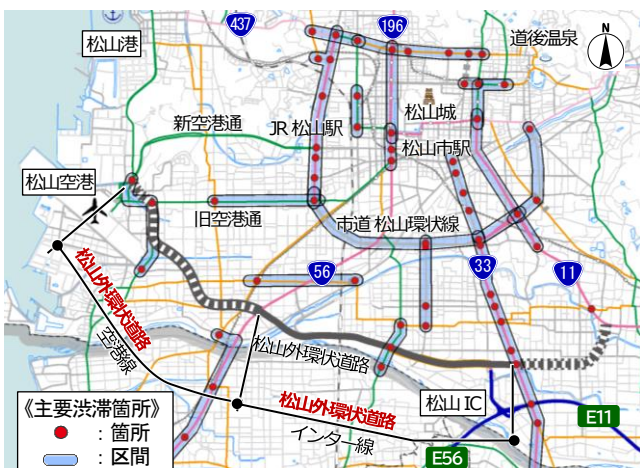 437
196
N
松山港
道後温泉
松山城
新空港通
JR 松山駅
松山市駅
松山空港
旧空港通
市道 松山環状線
56
33
11
松山外環状道路
空港線
松山外環状道路
松山外環状道路
インター線
松山 IC
E11
E56
《主要渋滞箇所》
：箇所
：区間